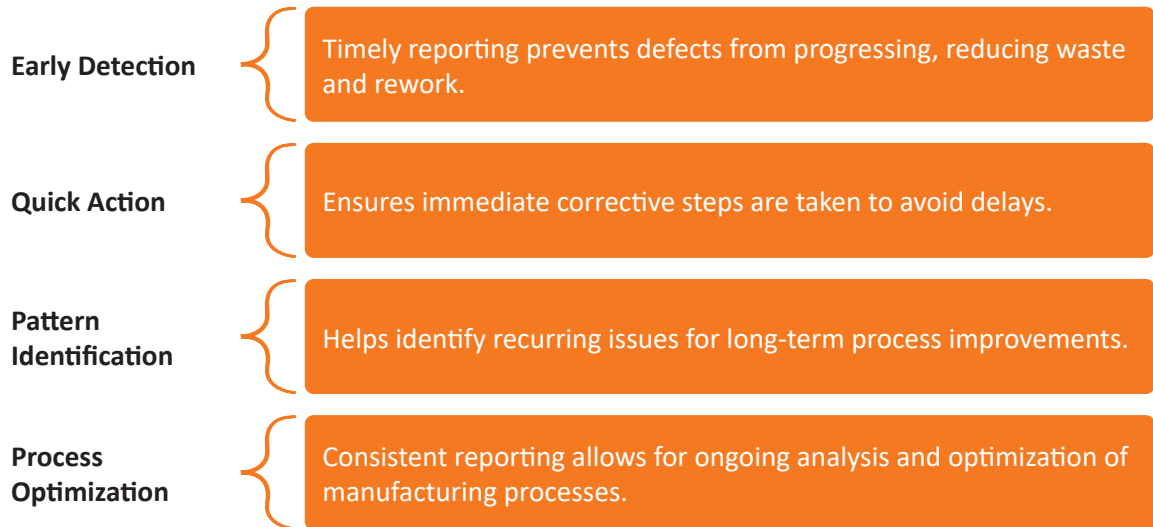 Early Detection
Timely reporting prevents defects from progressing, reducing waste
and rework.
Quick Action
Ensures immediate corrective steps are taken to avoid delays.
Pattern
Identification
Helps identify recurring issues for long-term process improvements.
Process
Optimization
Consistent reporting allows for ongoing analysis and optimization of
manufacturing processes.